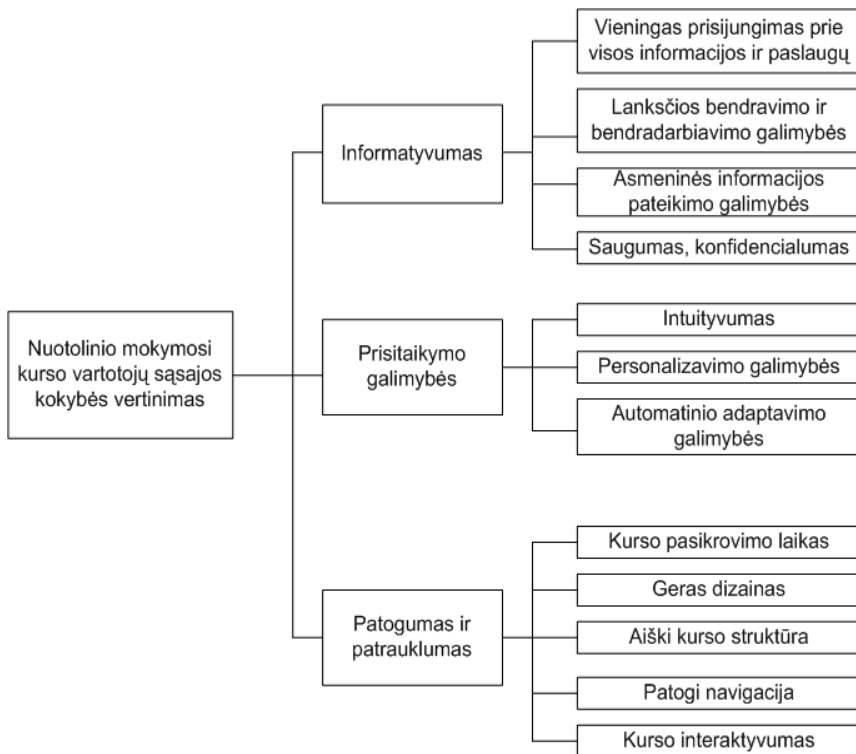 Vieningas prisijungimas prie
visos informacijos ir paslaugų
Lanksčios bendravimo ir
bendradarbiavimo galimybės
Informatyvumas
Asmeninės informacijos
pateikimo galimybės
Saugumas, konfidencialumas
Nuotolinio mokymosi
kurso vartotojų sąsajos
kokybės vertinimas
Prisitaikymo
galimybės
Intuityvumas
Personalizavimo galimybės
Automatinio adaptavimo
galimybės
Patogumas ir
patrauklumas
Kurso pasikrovimo laikas
Geras dizainas
Aiški kurso struktūra
Patogi navigacija
Kurso interaktyvumas